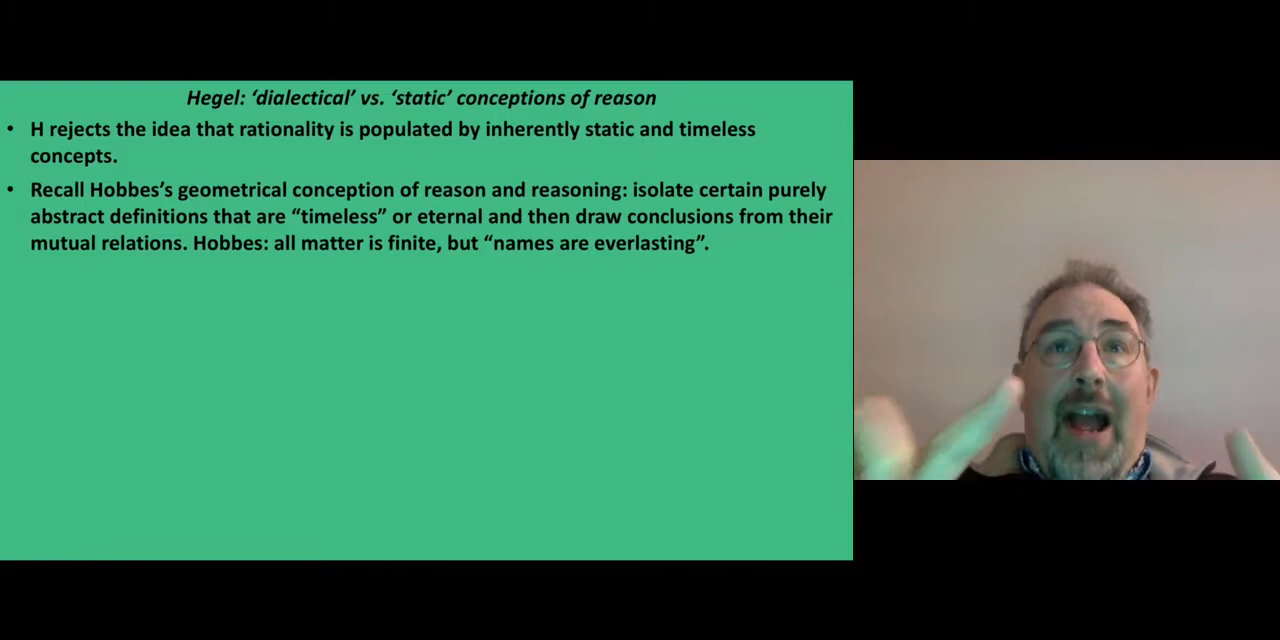 Hegel: ‘dialectical’ vs. ‘static’ conceptions of reason
• H rejects the idea that rationality is populated by inherently static and timeless
concepts.
• Recall Hobbes’s geometrical conception of reason and reasoning: isolate certain purely
abstract definitions that are “timeless” or eternal and then draw conclusions from their
mutual relations. Hobbes: all matter is finite, but “names are everlasting”.